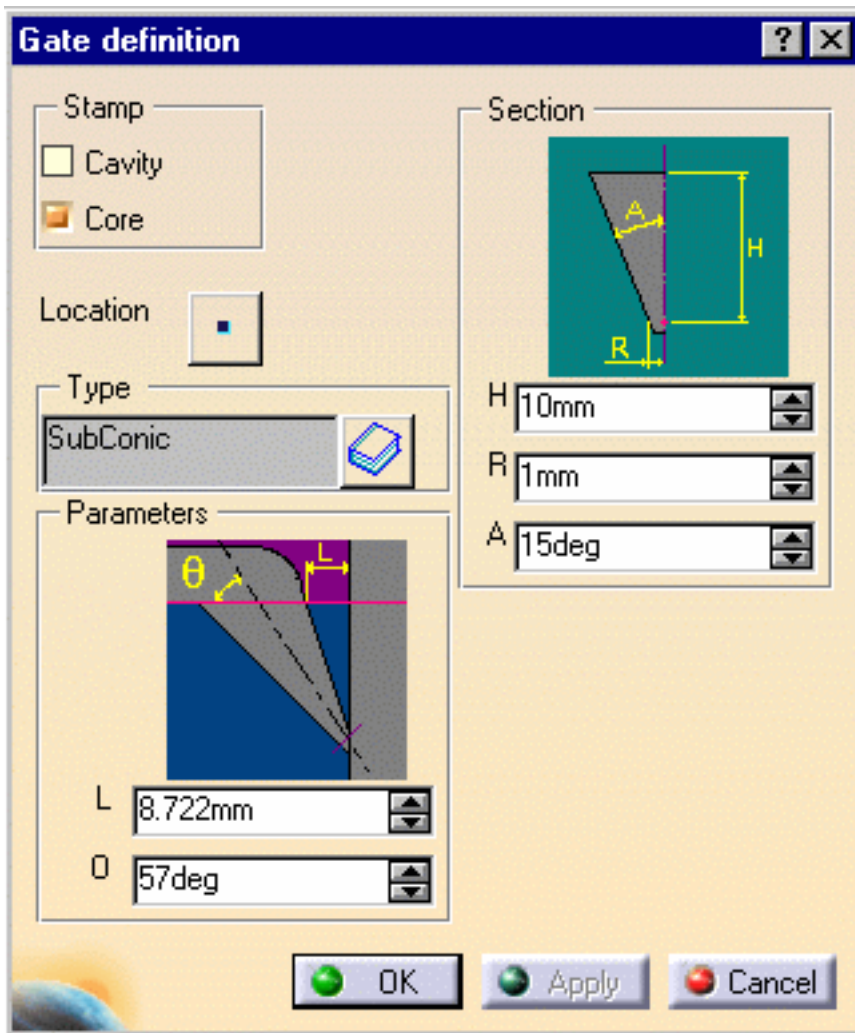 Gate definition
? X
Stamp
Cavity
Core
Location
Type
SubConic
Parameters
θ
L
L 8.722mm
O 57deg
Section
A
H
R
H 10mm
R 1mm
A 15deg
OK Apply Cancel